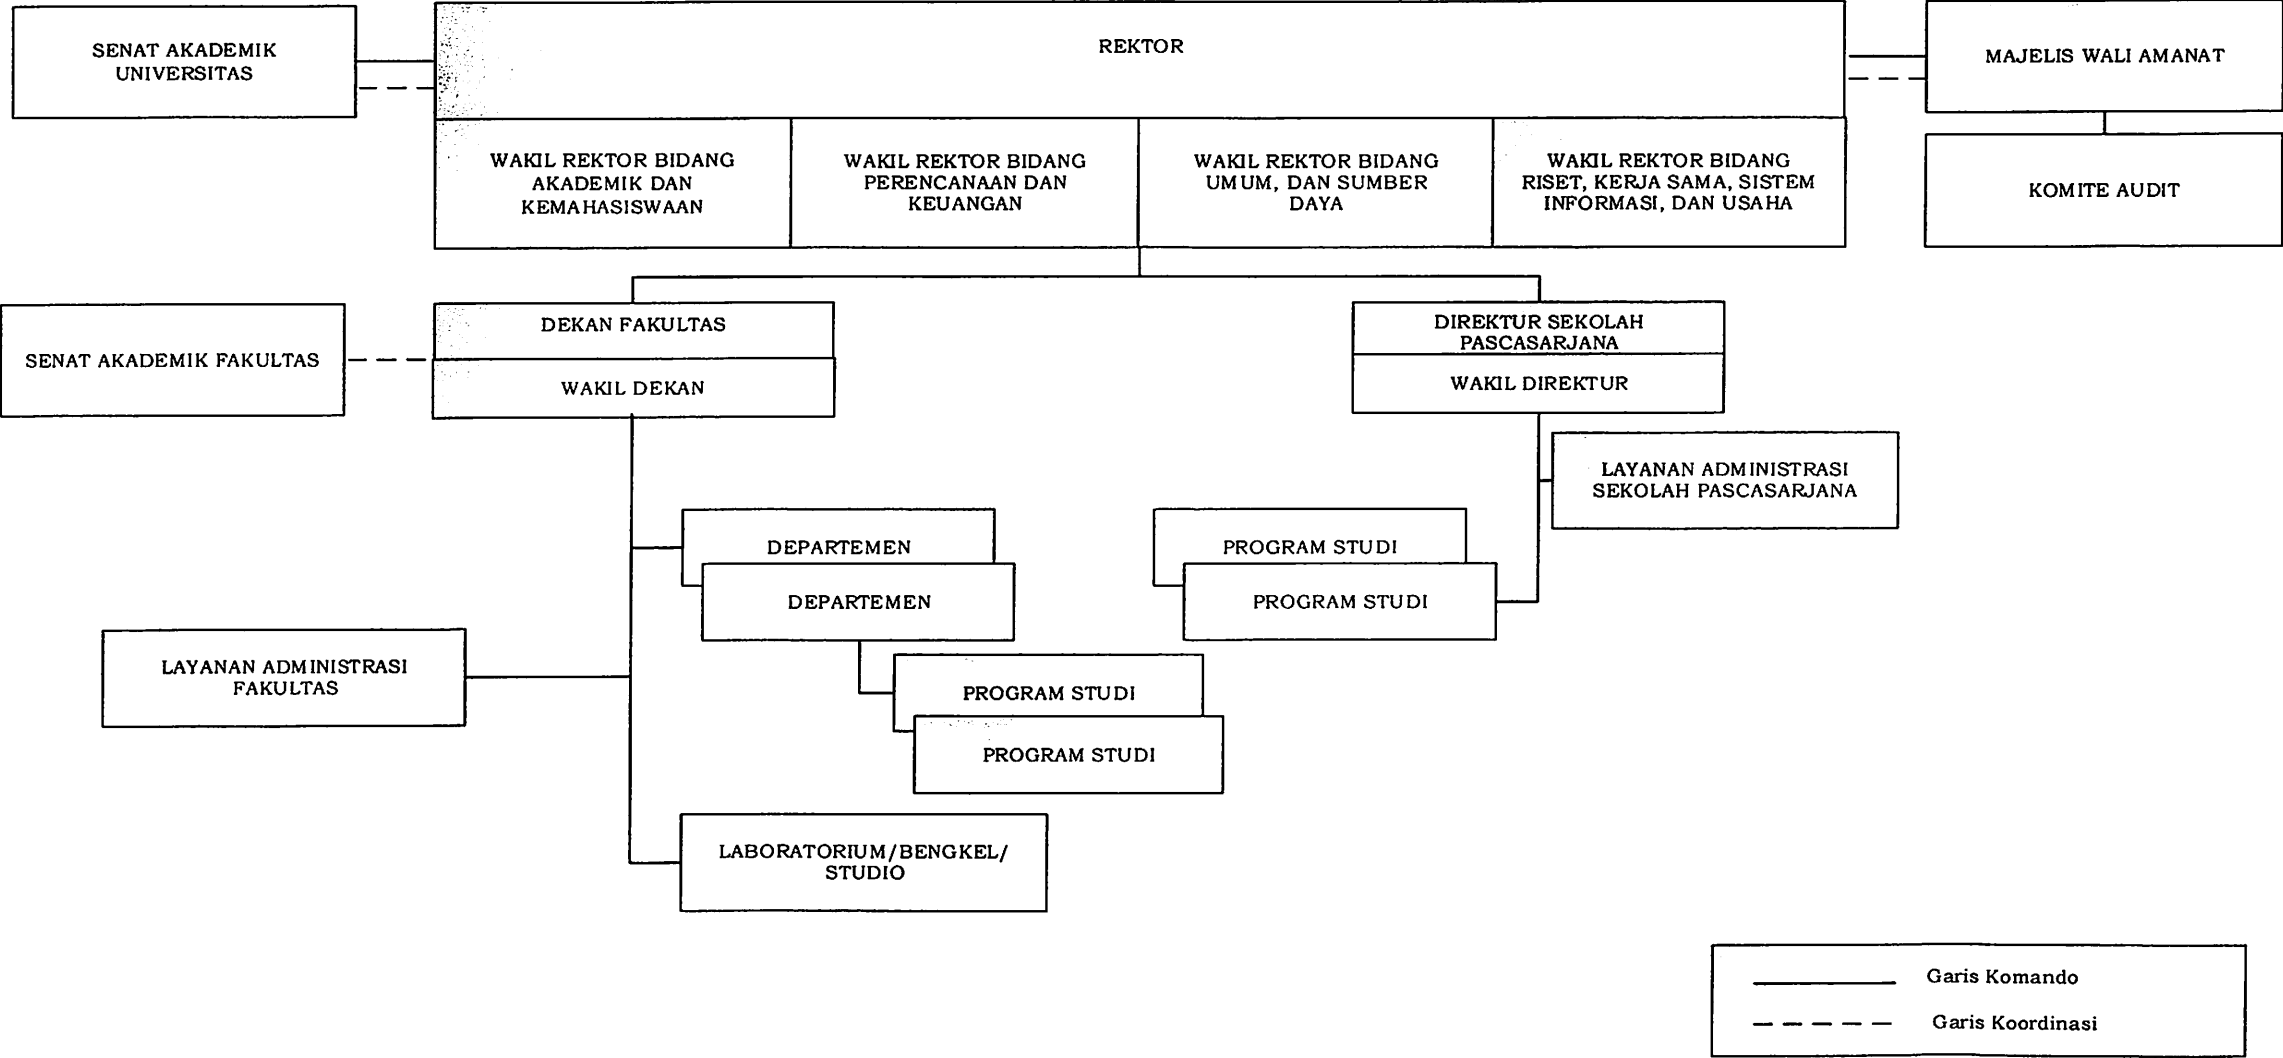 SENAT AKADEMIK
UNIVERSITAS
REKTOR
MAJELIS WALI AMANAT
WAKIL REKTOR BIDANG
AKADEMIK DAN
KEMAHASISWAAN
WAKIL REKTOR BIDANG
PERENCANAAN DAN
KEUANGAN
WAKIL REKTOR BIDANG
UMUM, DAN SUMBER
DAYA
WAKIL REKTOR BIDANG
RISET, KERJA SAMA, SISTEM
INFORMASI, DAN USAHA
KOMITE AUDIT
SENAT AKADEMIK FAKULTAS
DEKAN FAKULTAS
WAKIL DEKAN
DIREKTUR SEKOLAH
PASCASARJANA
WAKIL DIREKTUR
LAYANAN ADMINISTRASI
SEKOLAH PASCASARJANA
DEPARTEMEN
DEPARTEMEN
PROGRAM STUDI
PROGRAM STUDI
LAYANAN ADMINISTRASI
FAKULTAS
PROGRAM STUDI
PROGRAM STUDI
LABORATORIUM/BENGKEL/
STUDIO
Garis Komando
Garis Koordinasi